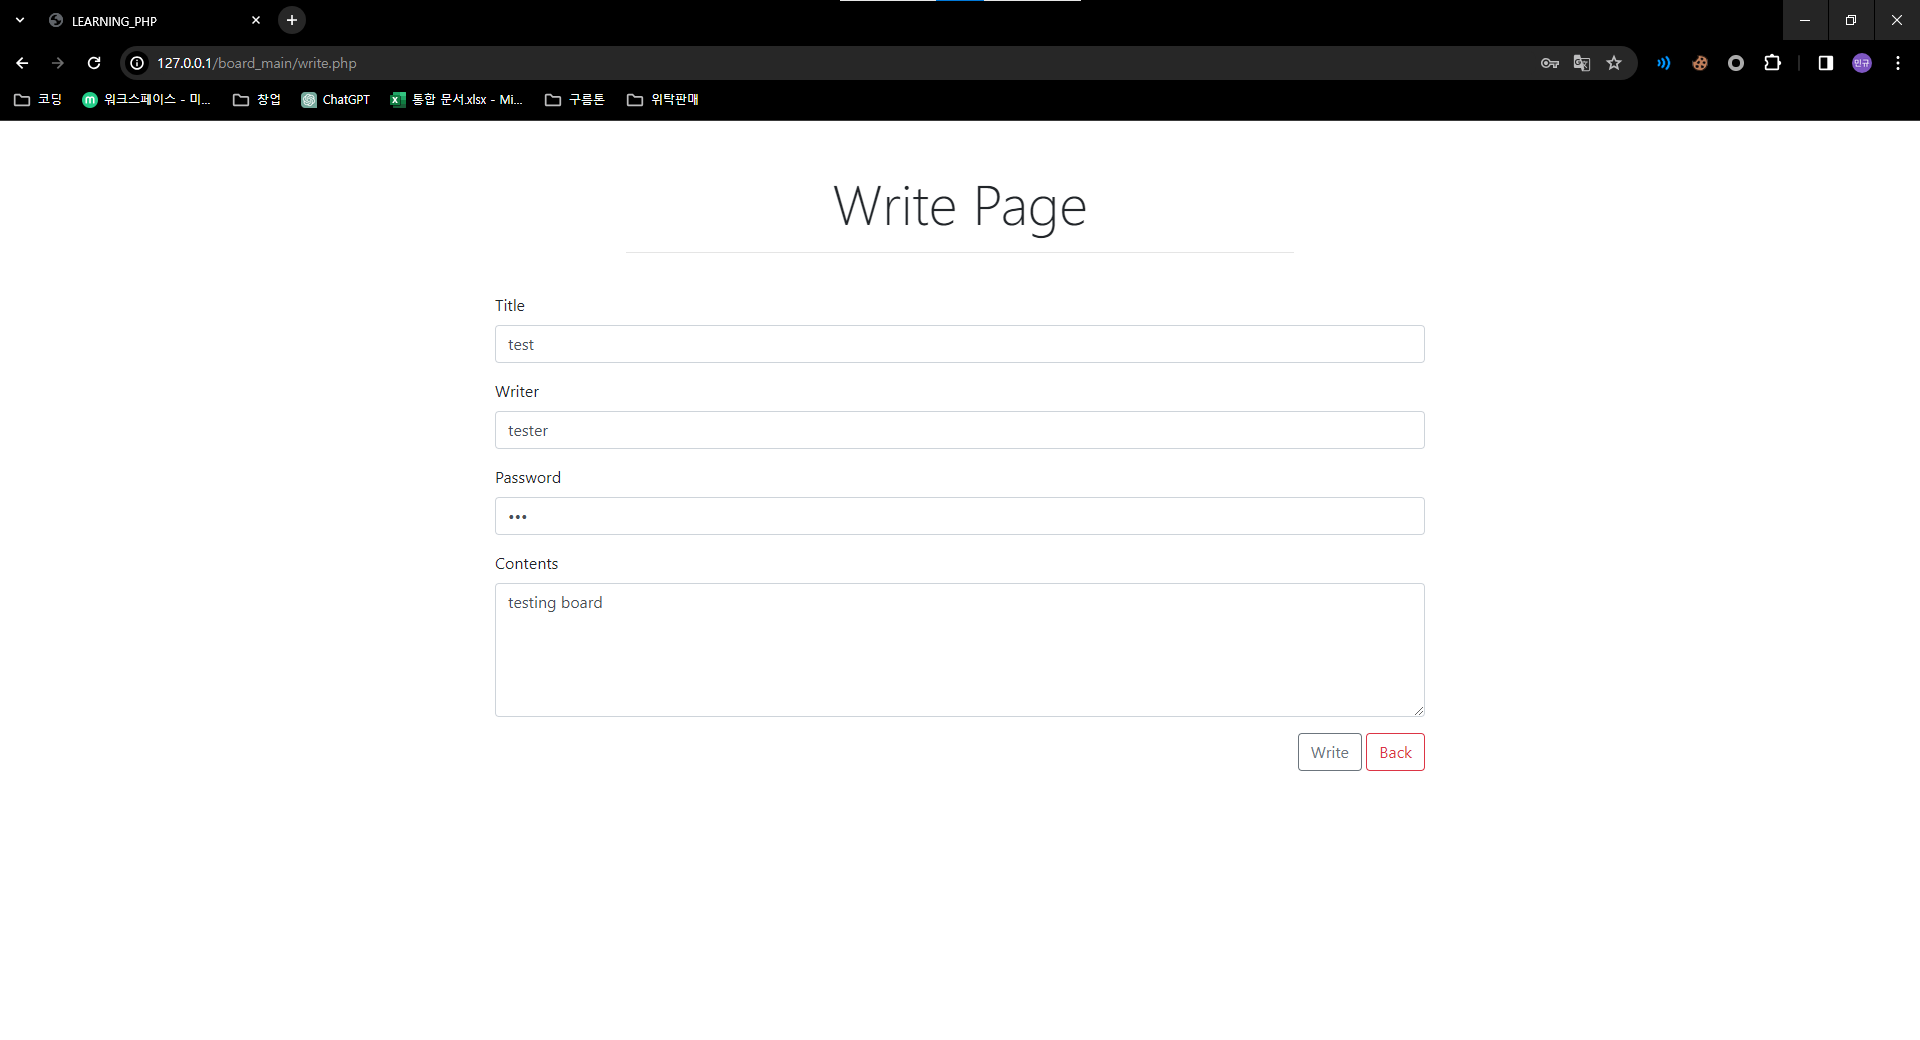 LEARNING_PHP
127.0.0.1/board_main/write.php
민규
코딩 워크스페이스 - 미... 창업 ChatGPT 통합 문서.xlsx - Mi... 구름톤 위탁판매
Write Page
Title
test
Writer
tester
Password
•••
Contents
testing board
Write Back